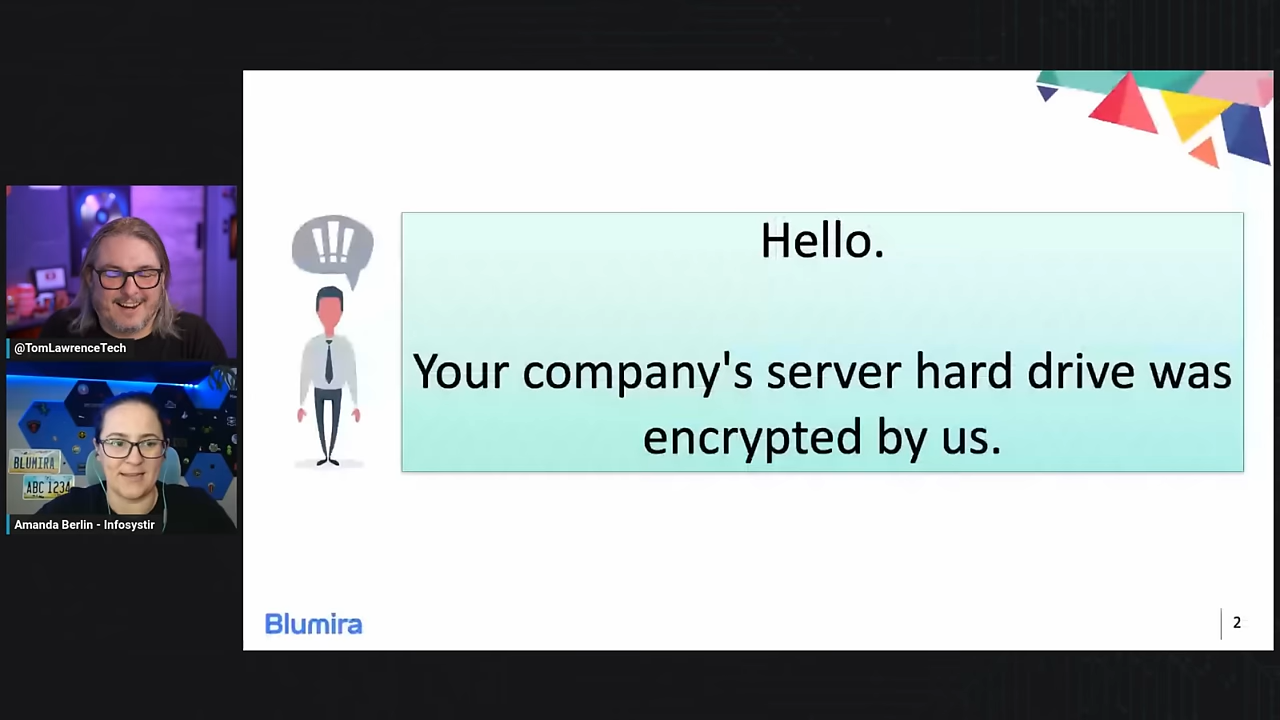 !!!
Hello.
Your company's server hard drive was
encrypted by us.
@TomLawrenceTech
BLUMIRA
ABC 1234
Amanda Berlin - Infosystir
Blumira
2